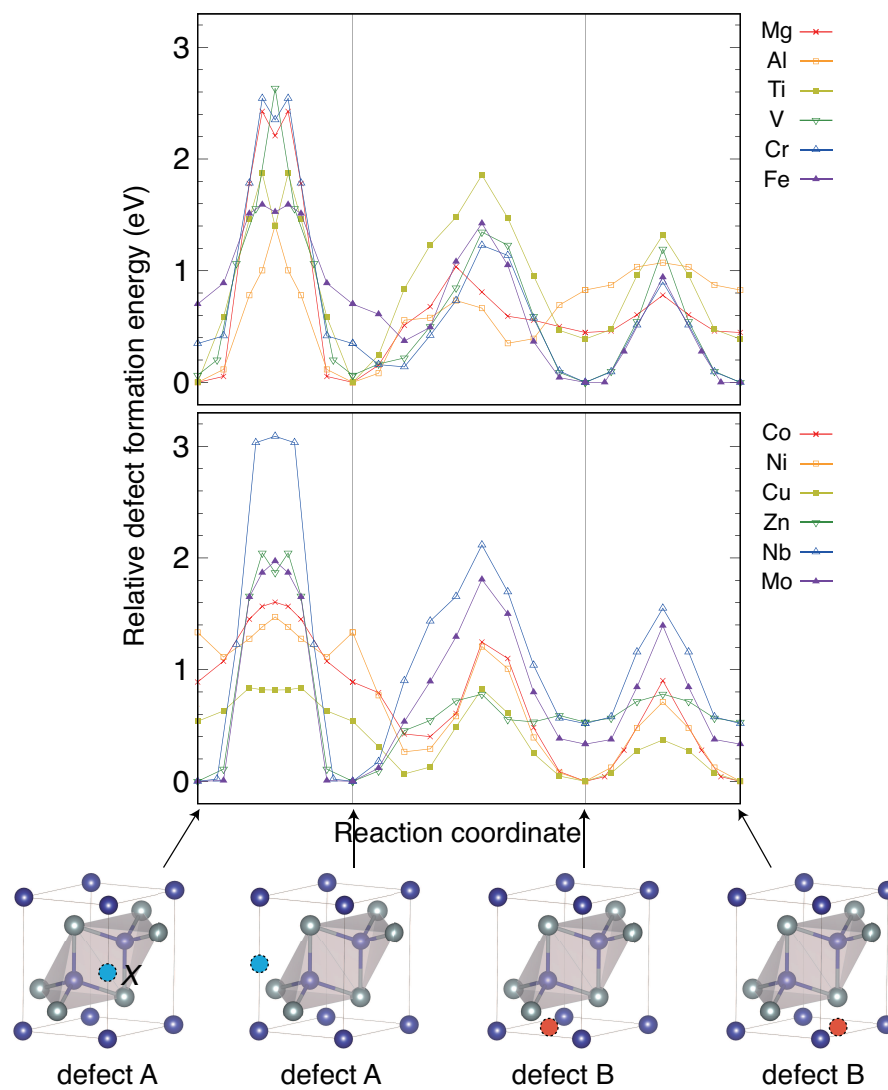 3
2
1
0
Mg
Al
Ti
V
Cr
Fe
Relative defect formation energy (eV)
3
2
1
0
Co
Ni
Cu
Zn
Nb
Mo
Reaction coordinate
X
defect A
defect A
defect B
defect B